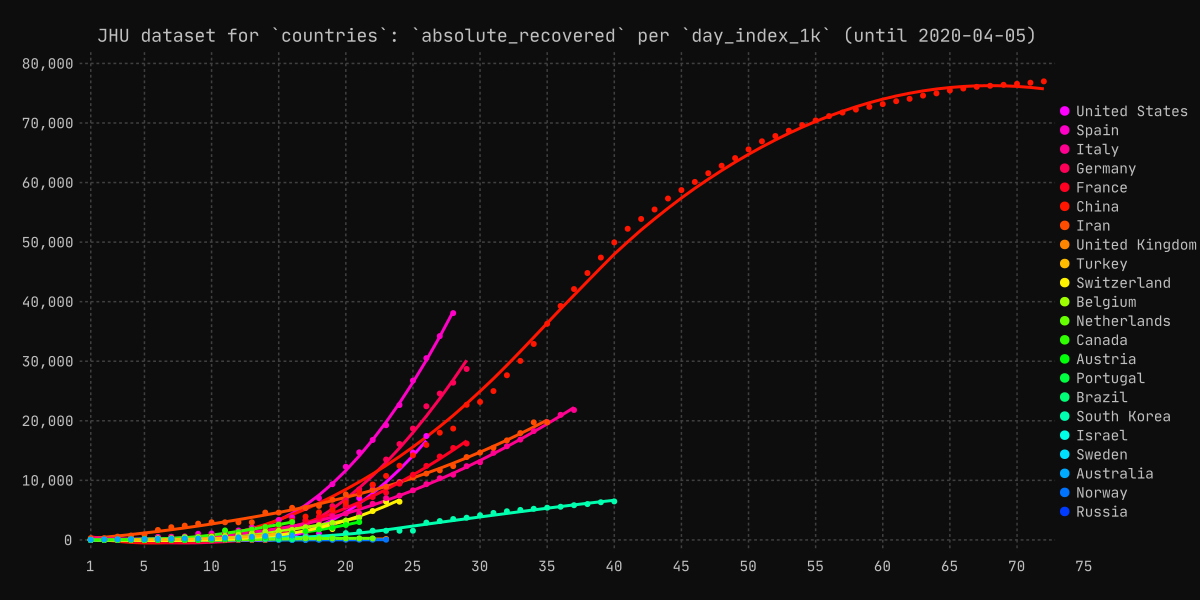 JHU dataset for `countries`: `absolute_recovered` per `day_index_1k` (until 2020-04-05)
80,000
70,000
60,000
50,000
40,000
30,000
20,000
10,000
0
1 5 10 15 20 25 30 35 40 45 50 55 60 65 70 75
United States
Spain
Italy
Germany
France
China
Iran
United Kingdom
Turkey
Switzerland
Belgium
Netherlands
Canada
Austria
Portugal
Brazil
South Korea
Israel
Sweden
Australia
Norway
Russia